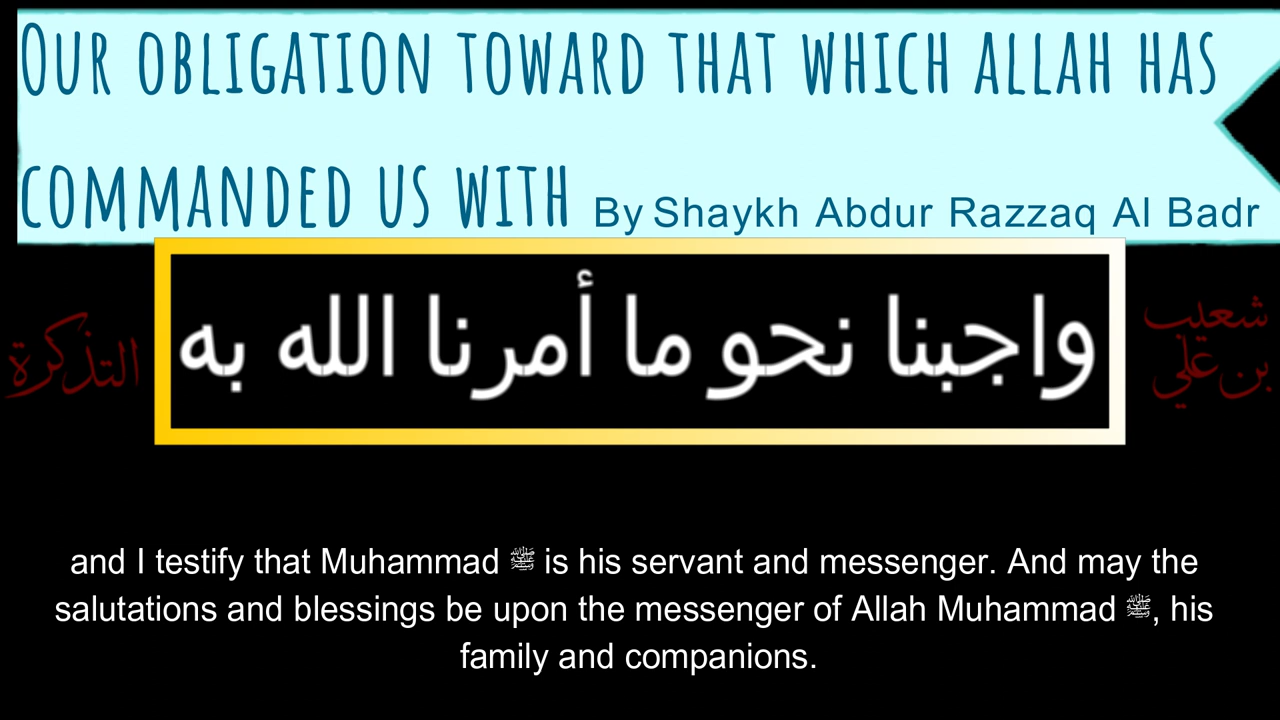 Our obligation toward that which Allah has
commanded us with By Shaykh Abdur Razzaq Al Badr
واجبنا نحو ما أمرنا الله به
شعيب
بن علي
التذكرة
and I testify that Muhammad ﷺ is his servant and messenger. And may the
salutations and blessings be upon the messenger of Allah Muhammad ﷺ, his
family and companions.